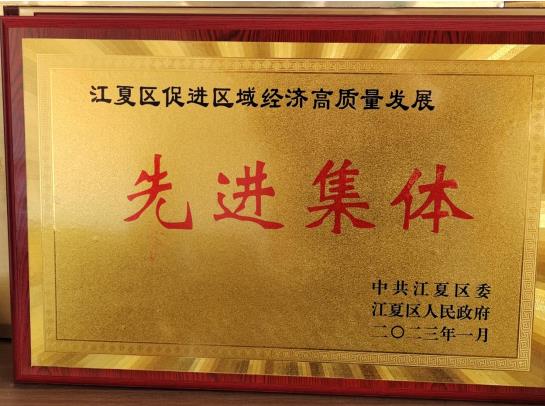 江夏区促进区域经济高质量发展
先进集体
中共江夏区委
江夏区人民政府
二〇二三年一月